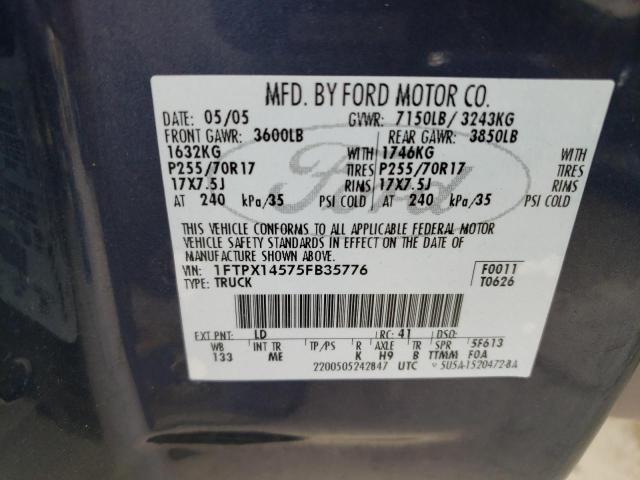 MFD. BY FORD MOTOR CO.
DATE: 05/05 GVWR: 7150LB/ 3243KG
FRONT GAWR: 3600LB REAR GAWR: 3850LB
1632KG WITH 1746KG WITH
P255/70R17 TIRES P255/70R17 TIRES
17X7.5J RIMS 17X7.5J RIMS
AT 240 kPa/35 PSI COLD AT 240 kPa/35 PSI COLD
Ford
THIS VEHICLE CONFORMS TO ALL APPLICABLE FEDERAL MOTOR
VEHICLE SAFETY STANDARDS IN EFFECT ON THE DATE OF
MANUFACTURE SHOWN ABOVE.
VIN: 1FTPX14575FB35776 F0011
TYPE: TRUCK T0626
EXT PNT: LD RC: 41 DSO:
WB INT TR TP/PS R AXLE TR SPR 5F613
133 ME K H9 B TTMM F0A
2200505242847 UTC 5USA-1520472-BA